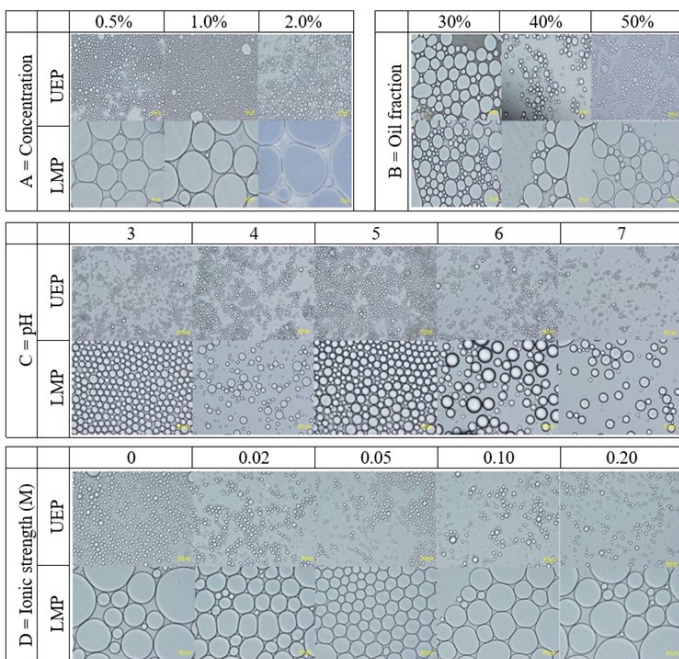 0.5% 1.0% 2.0%
A = Concentration
UEP
LMP
30% 40% 50%
B = Oil fraction
UEP
LMP
3 4 5 6 7
C = pH
UEP
LMP
0 0.02 0.05 0.10 0.20
D = Ionic strength (M)
UEP
LMP